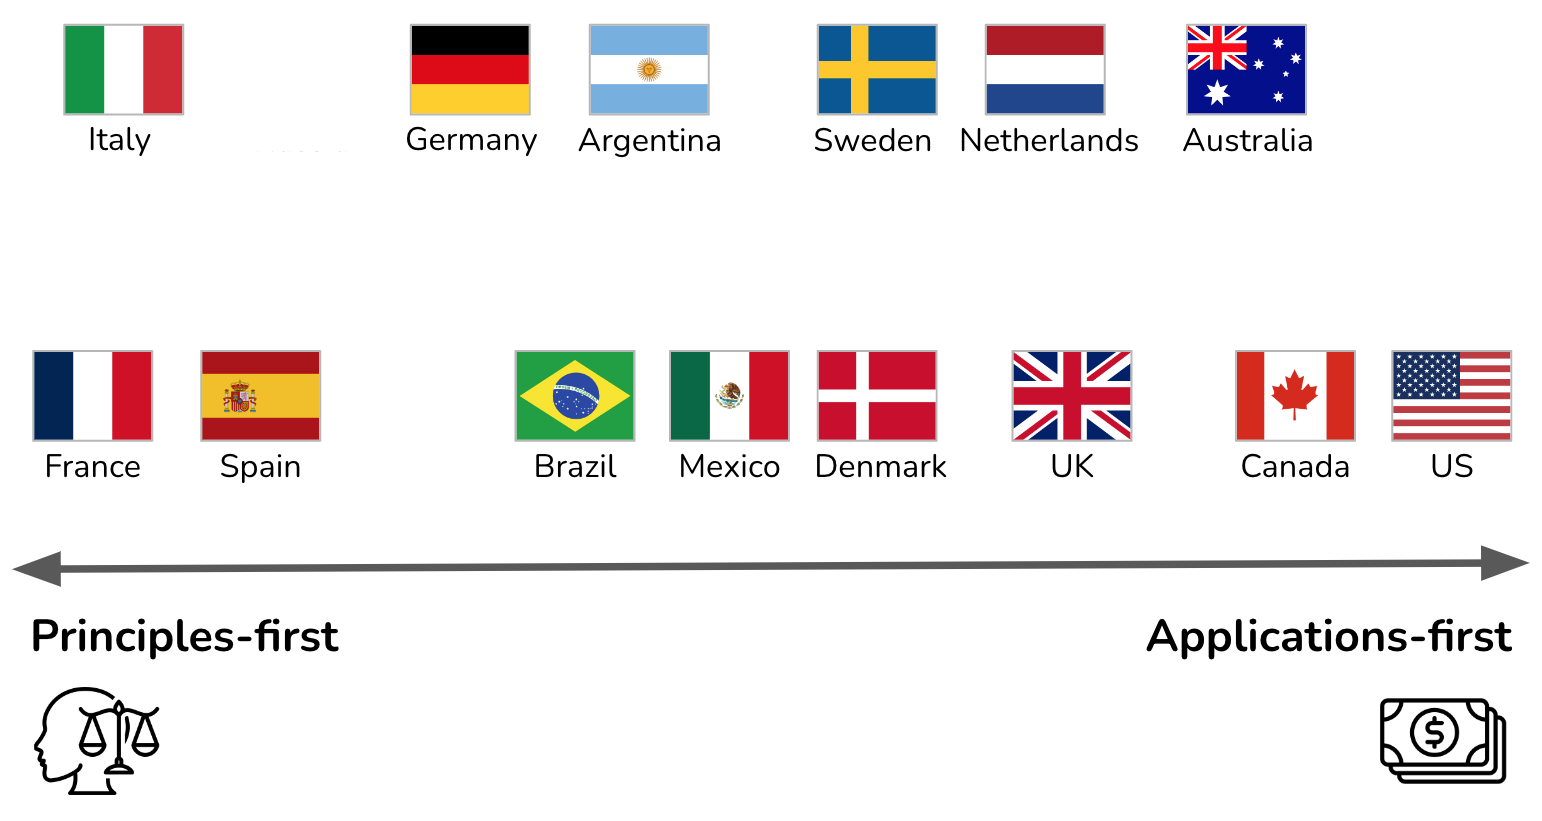 Italy Germany Argentina Sweden Netherlands Australia
France Spain Brazil Mexico Denmark UK Canada US
Principles-first Applications-first
$